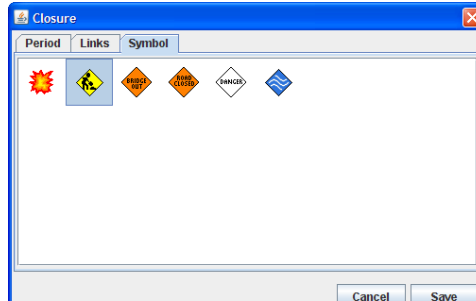 Closure
Period Links Symbol
BRIDGE OUT
ROAD CLOSED
DANGER
Cancel Save